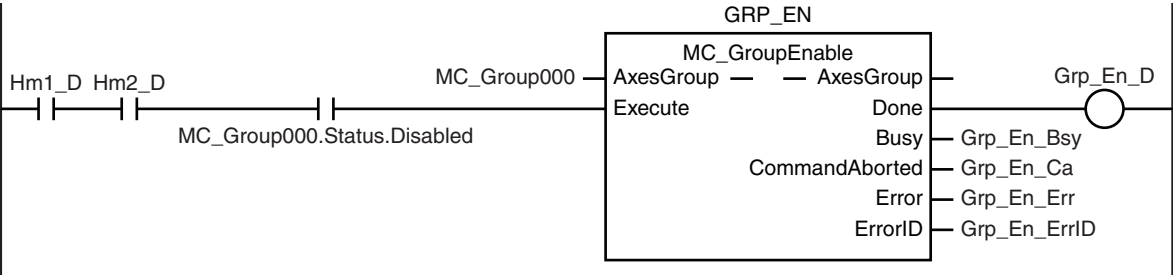 GRP_EN
MC_GroupEnable
MC_Group000 AxesGroup AxesGroup
Hm1_D Hm2_D Grp_En_D
Execute Done
MC_Group000.Status.Disabled
Busy Grp_En_Bsy
CommandAborted Grp_En_Ca
Error Grp_En_Err
ErrorID Grp_En_ErrID